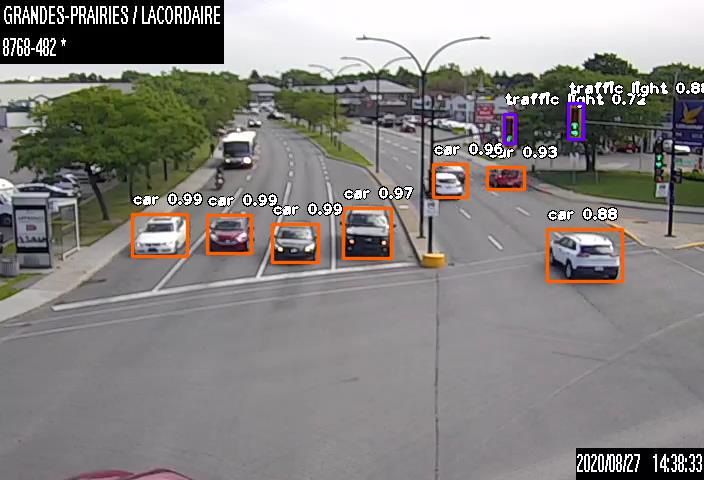 GRANDES-PRAIRIES / LACORDAIRE
8768-482 *
traffic light 0.88
traffic light 0.72
car 0.96
car 0.93
car 0.99
car 0.99
car 0.99
car 0.97
car 0.88
2020/08/27 14:38:33